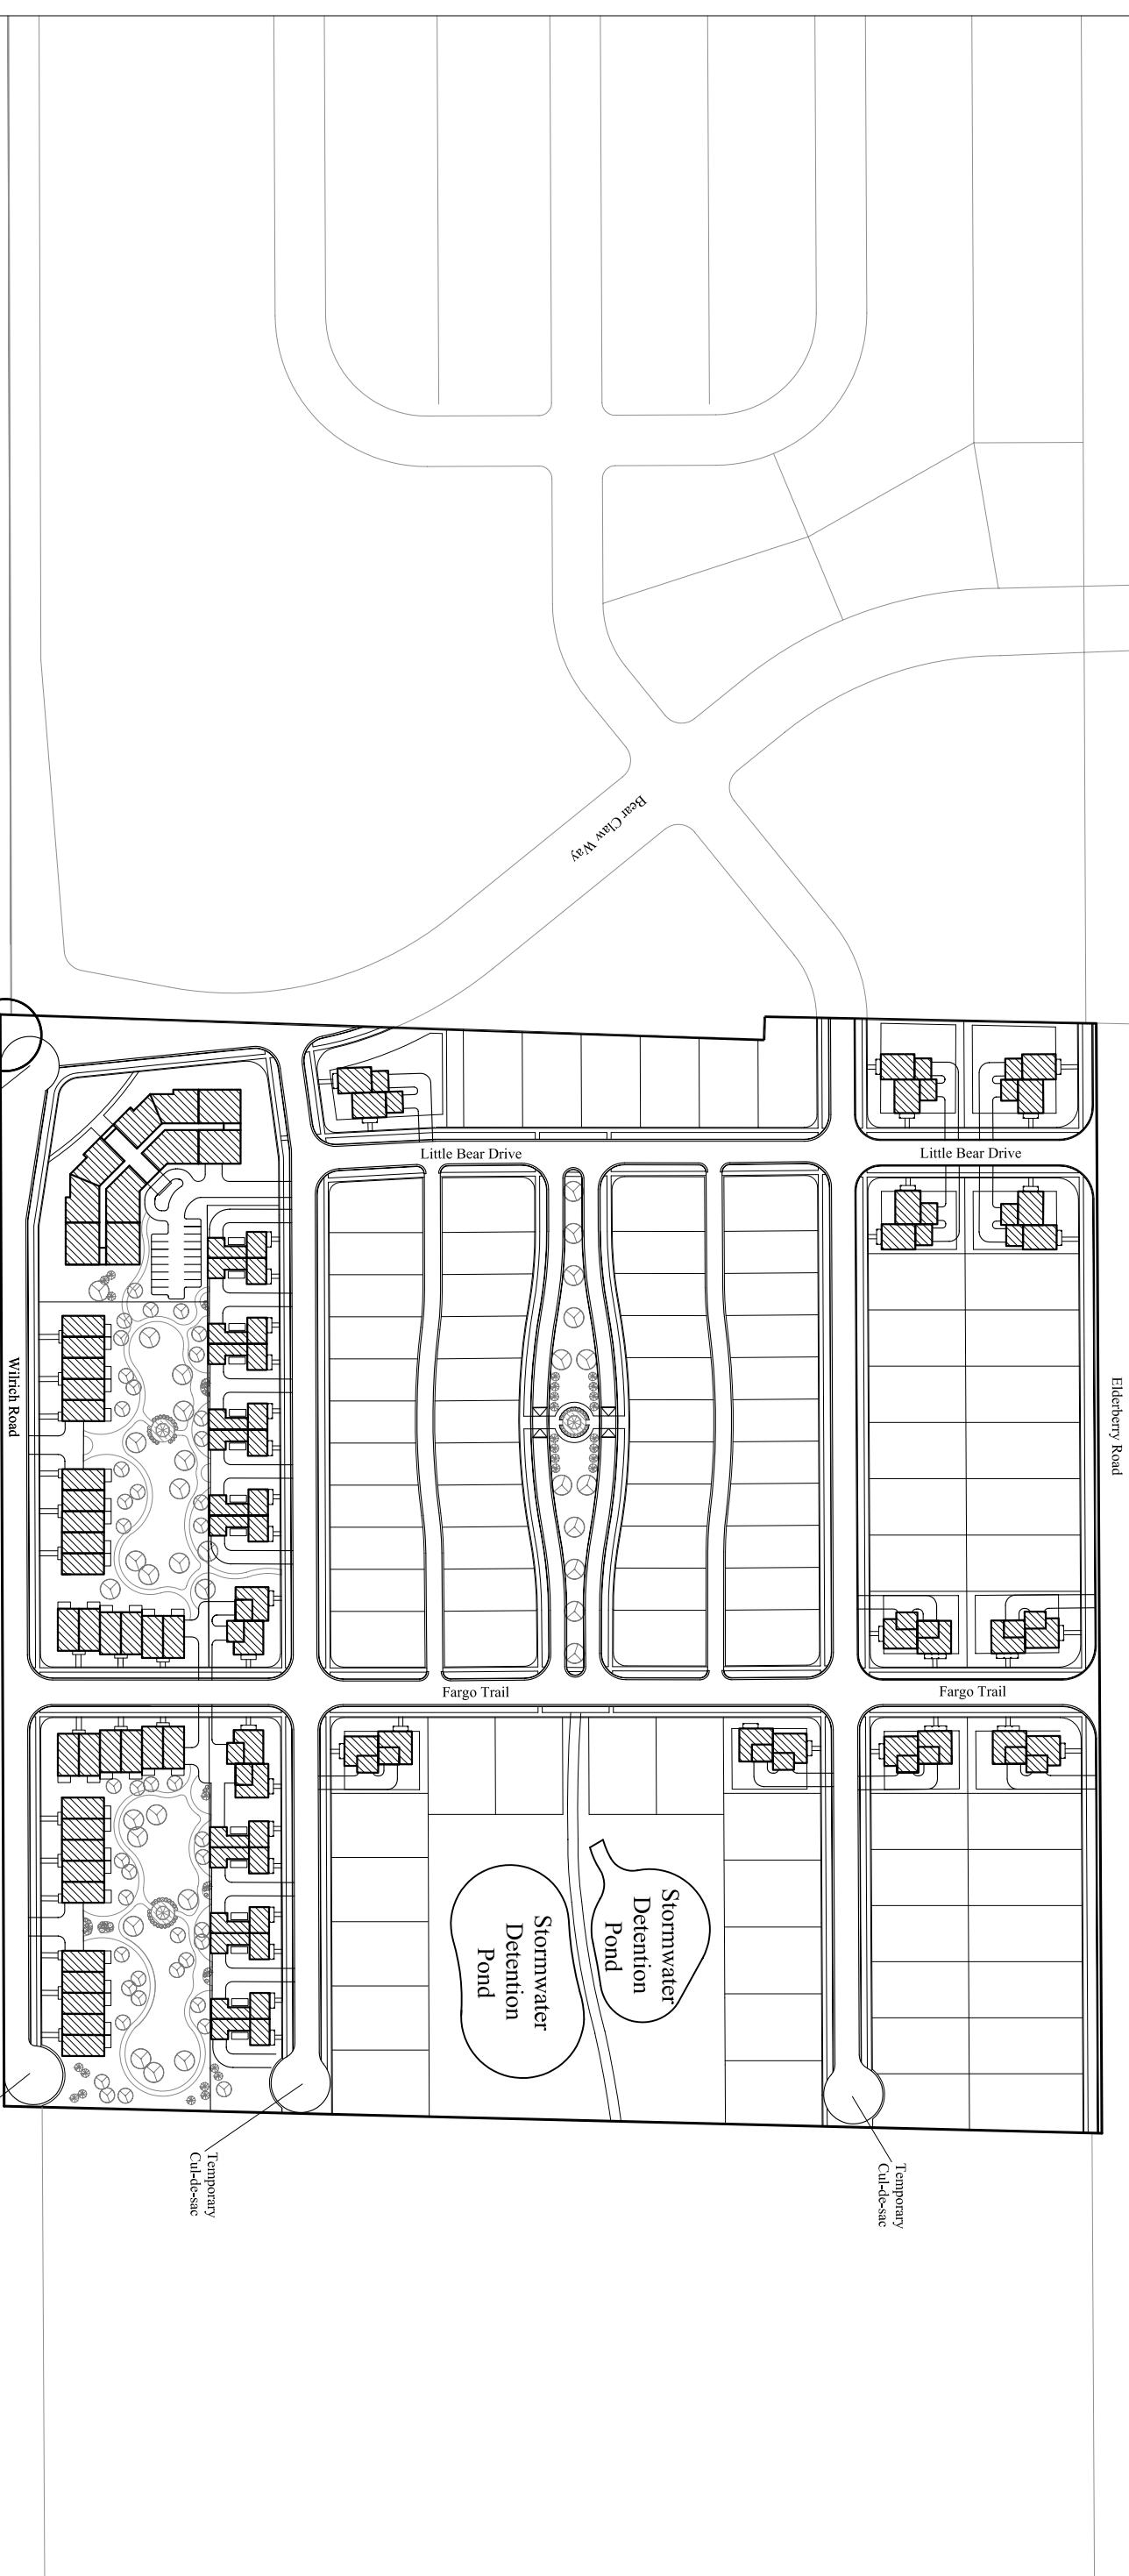 Bear Claw Way
Little Bear Drive
Little Bear Drive
Wilrich Road
Elderberry Road
Fargo Trail
Fargo Trail
Stormwater
Detention
Pond
Stormwater
Detention
Pond
Temporary
Cul-de-sac
Temporary
Cul-de-sac